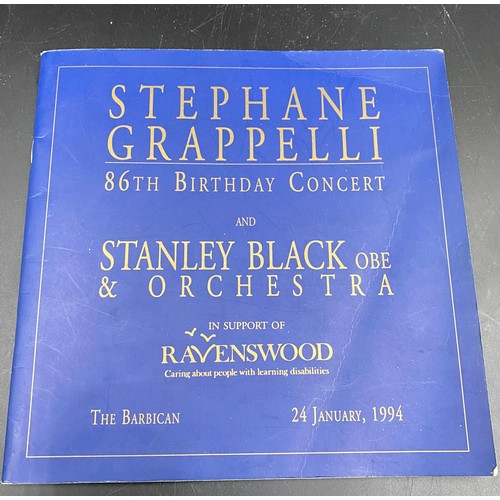 STEPHANE
GRAPPELLI
86TH BIRTHDAY CONCERT
AND
STANLEY BLACK OBE
& ORCHESTRA
IN SUPPORT OF
RAVENSWOOD
Caring about people with learning disabilities
THE BARBICAN 24 JANUARY, 1994